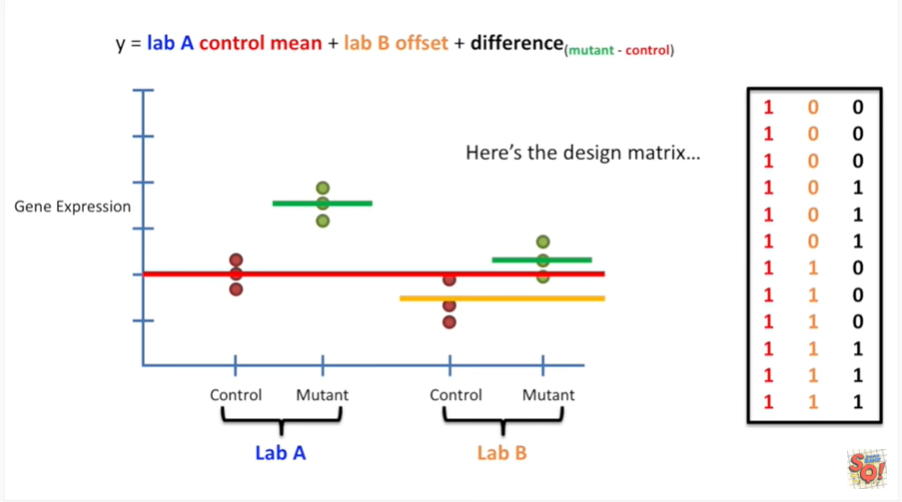 y = lab A control mean + lab B offset + difference(mutant - control)
Here's the design matrix...
Gene Expression
1 0 0
1 0 0
1 0 0
1 0 1
1 0 1
1 0 1
1 1 0
1 1 0
1 1 0
1 1 1
1 1 1
1 1 1
Control Mutant Control Mutant
Lab A Lab B
SQ!